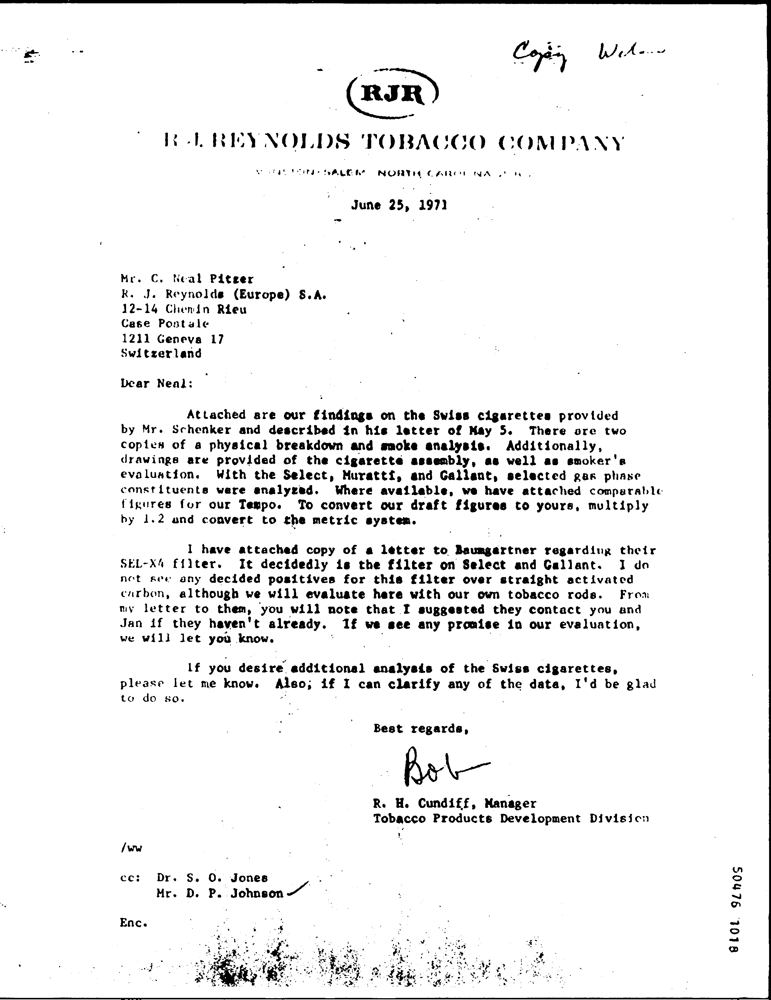 RJR
R. J. REYNOLDS TOBACCO COMPANY
WINSTON-SALEM NORTH CAROLINA
June 25, 1971
Mr. C. Neal Pitzer
R. J. Reynolds (Europe) S.A.
12-14 Chemin Rieu
Case Postale
1211 Geneva 17
Switzerland
Dear Neal:
Attached are our findings on the Swiss cigarettes provided
by Mr. Schenker and described in his letter of May 5. There are two
copies of a physical breakdown and smoke analysis. Additionally,
drawings are provided of the cigarette assembly, as well as smoker's
evaluation. With the Select, Muratti, and Gallant, selected gas phase
constituents were analyzed. Where available, we have attached comparable
figures for our Tempo. To convert our draft figures to yours, multiply
by 1.2 and convert to the metric system.
I have attached copy of a letter to Baumgartner regarding their
SEL-X4 filter. It decidedly is the filter on Select and Gallant. I do
not see any decided positives for this filter over straight activated
carbon, although we will evaluate here with our own tobacco rods. From
my letter to them, you will note that I suggested they contact you and
Jan if they haven't already. If we see any promise in our evaluation,
we will let you know.
If you desire additional analysis of the Swiss cigarettes,
please let me know. Also; if I can clarify any of the data, I'd be glad
to do so.
Best regards,
Bob
R. H. Cundiff, Manager
Tobacco Products Development Division
/ww
cc: Dr. S. O. Jones
Mr. D. P. Johnson
Enc.
50476 1018